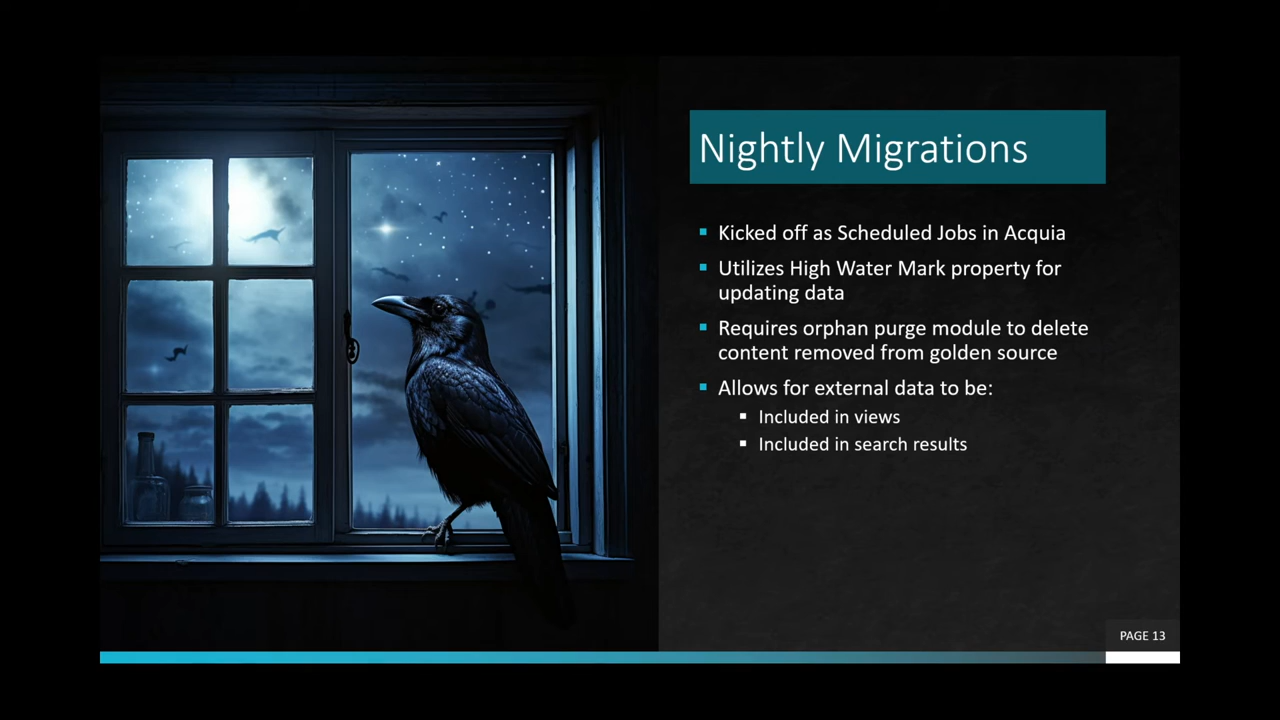 Nightly Migrations
Kicked off as Scheduled Jobs in Acquia
Utilizes High Water Mark property for
updating data
Requires orphan purge module to delete
content removed from golden source
Allows for external data to be:
Included in views
Included in search results
PAGE 13